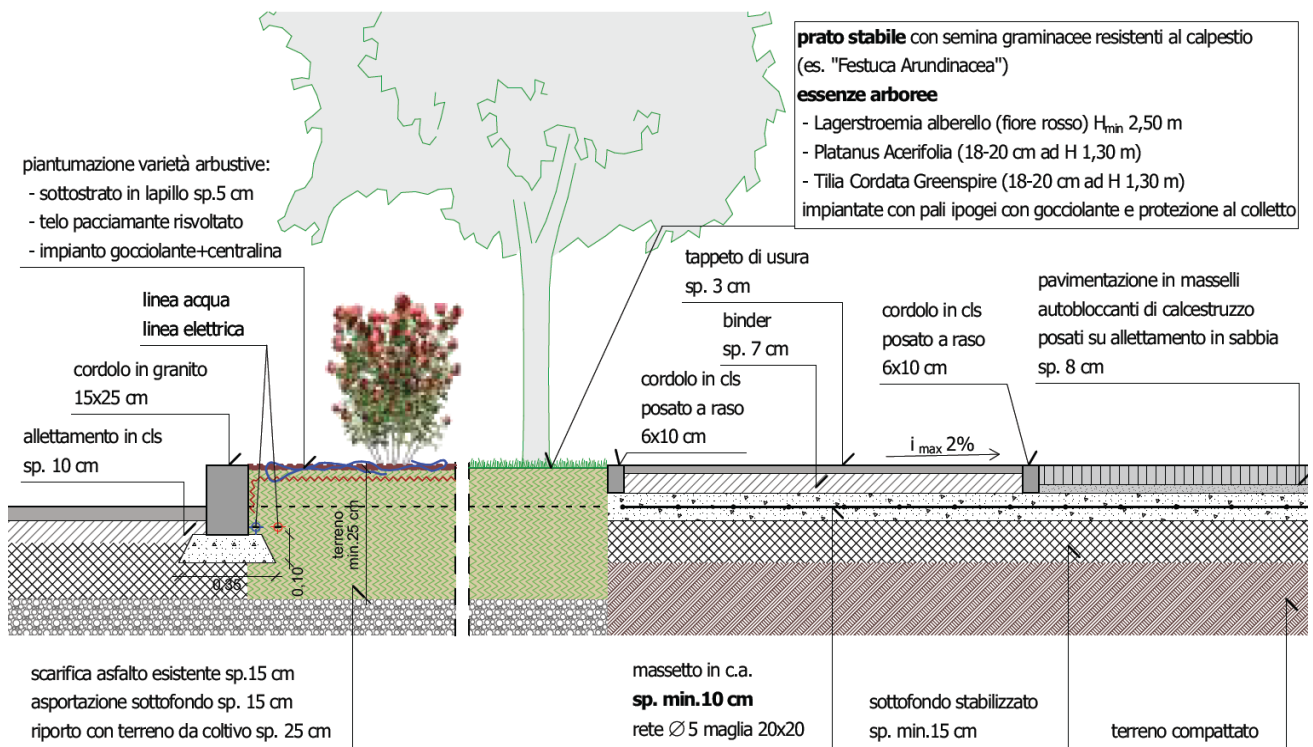 prato stabile con semina graminacee resistenti al calpestio
(es. "Festuca Arundinacea")
essenze arboree
- Lagerstroemia alberello (fiore rosso) Hmin 2,50 m
- Platanus Acerifolia (18-20 cm ad H 1,30 m)
- Tilia Cordata Greenspire (18-20 cm ad H 1,30 m)
impiantate con pali ipogei con gocciolante e protezione al colletto
piantumazione varietà arbustive:
- sottostrato in lapillo sp.5 cm
- telo pacciamante risvoltato
- impianto gocciolante+centralina
linea acqua
linea elettrica
cordolo in granito
15x25 cm
allettamento in cls
sp. 10 cm
tappeto di usura
sp. 3 cm
binder
sp. 7 cm
cordolo in cls
posato a raso
6x10 cm
cordolo in cls
posato a raso
6x10 cm
pavimentazione in masselli
autobloccanti di calcestruzzo
posati su allettamento in sabbia
sp. 8 cm
i max 2%
terreno
min.25 cm
0,35
0,10
scarifica asfalto esistente sp.15 cm
asportazione sottofondo sp. 15 cm
riporto con terreno da coltivo sp. 25 cm
massetto in c.a.
sp. min.10 cm
rete Ø 5 maglia 20x20
sottofondo stabilizzato
sp. min.15 cm
terreno compattato